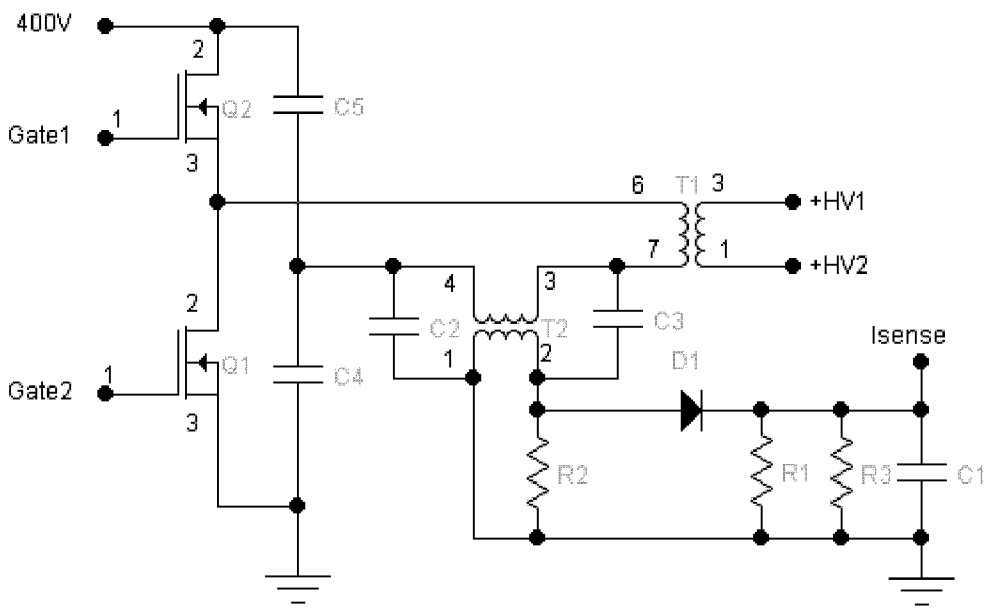 400V
2
Q2
C5
1
Gate1
3
6
T1
3
+HV1
7
1
+HV2
4
3
2
C2
T2
C3
1
2
D1
Isense
Q1
C4
1
Gate2
3
R2
R1
R3
C1